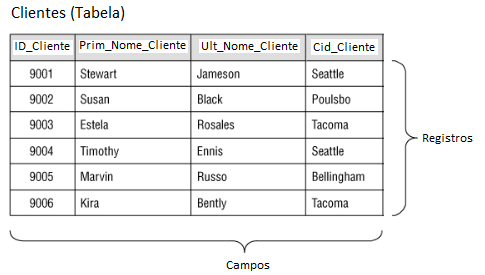 Clientes (Tabela)
ID_Cliente Prim_Nome_Cliente Ult_Nome_Cliente Cid_Cliente
9001 Stewart Jameson Seattle
9002 Susan Black Poulsbo
9003 Estela Rosales Tacoma
9004 Timothy Ennis Seattle
9005 Marvin Russo Bellingham
9006 Kira Bently Tacoma
Registros
Campos